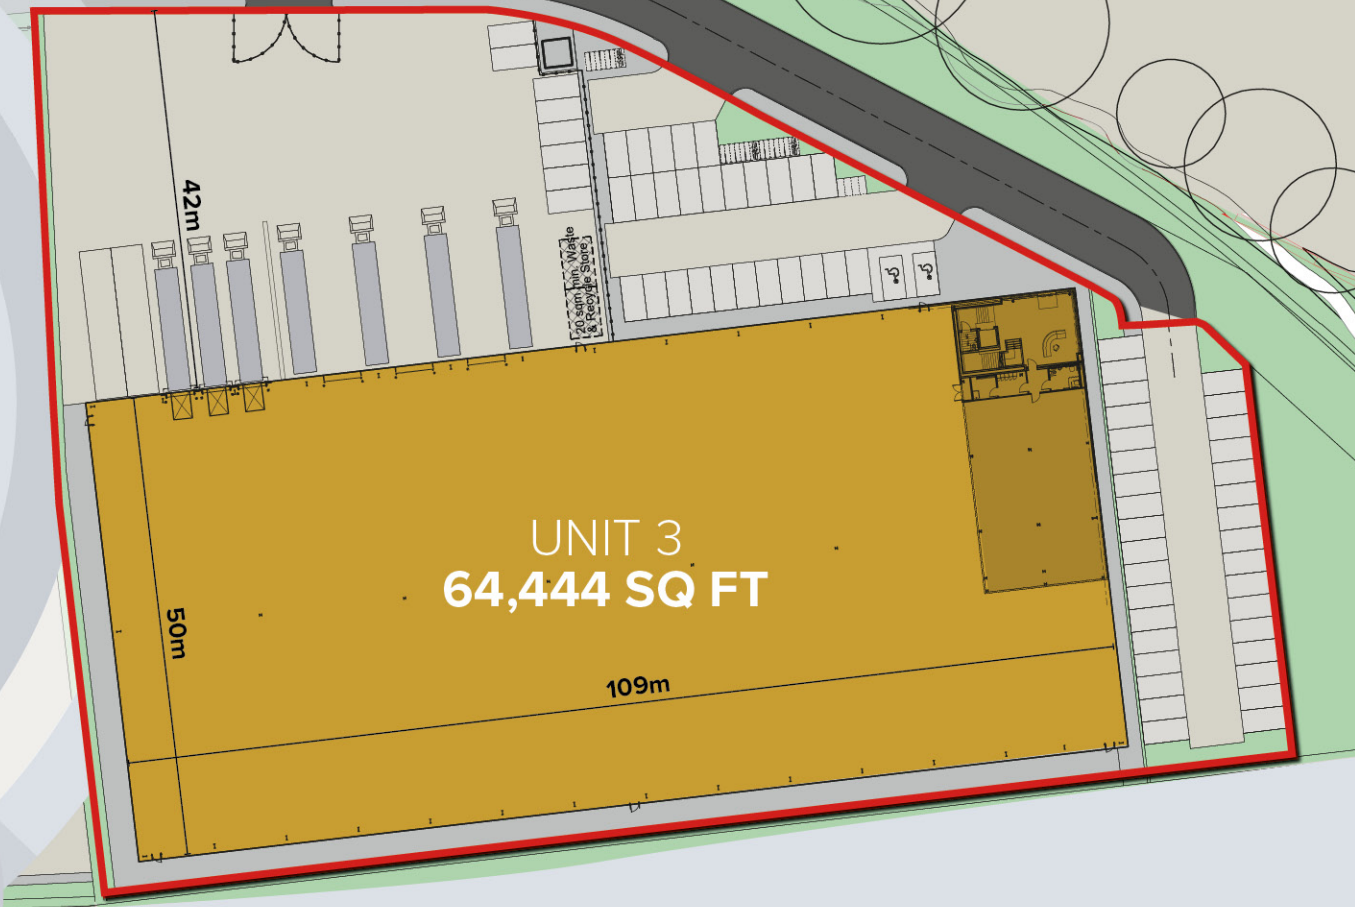 42m
20 sqm min. Waste
& Recycle Store
UNIT 3
64,444 SQ FT
50m
109m